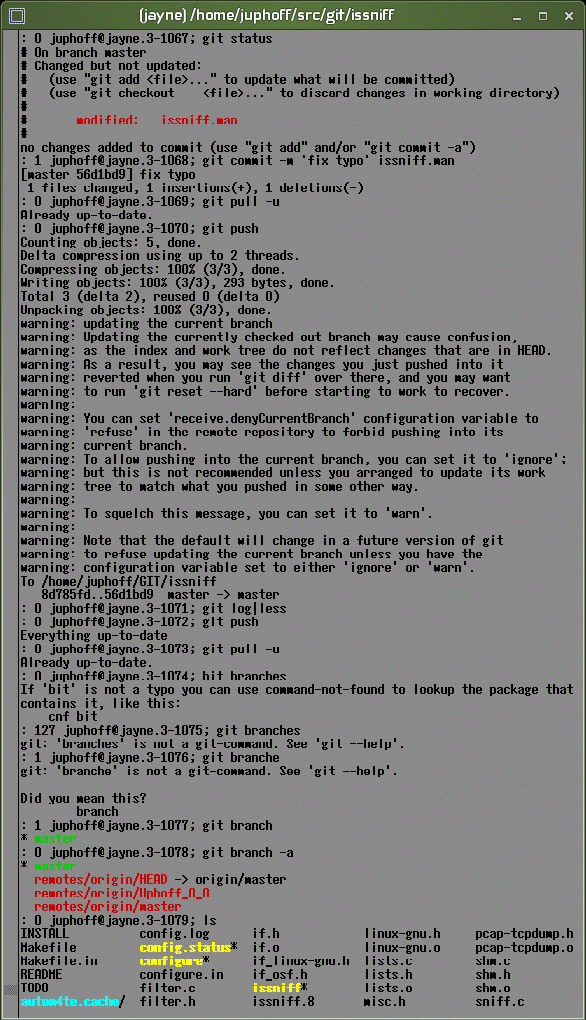 (jayne) /home/juphoff/src/git/issniff
: 0 juphoff@jayne.3-1067; git status
# On branch master
# Changed but not updated:
#   (use "git add <file>..." to update what will be committed)
#   (use "git checkout    <file>..." to discard changes in working directory)
#
#       modified:   issniff.man
#
no changes added to commit (use "git add" and/or "git commit -a")
: 1 juphoff@jayne.3-1068; git commit -m 'fix typo' issniff.man
[master 56d1bd9] fix typo
 1 files changed, 1 insertions(+), 1 deletions(-)
: 0 juphoff@jayne.3-1069; git pull -u
Already up-to-date.
: 0 juphoff@jayne.3-1070; git push
Counting objects: 5, done.
Delta compression using up to 2 threads.
Compressing objects: 100% (3/3), done.
Writing objects: 100% (3/3), 293 bytes, done.
Total 3 (delta 2), reused 0 (delta 0)
Unpacking objects: 100% (3/3), done.
warning: updating the current branch
warning: Updating the currently checked out branch may cause confusion,
warning: as the index and work tree do not reflect changes that are in HEAD.
warning: As a result, you may see the changes you just pushed into it
warning: reverted when you run 'git diff' over there, and you may want
warning: to run 'git reset --hard' before starting to work to recover.
warning:
warning: You can set 'receive.denyCurrentBranch' configuration variable to
warning: 'refuse' in the remote repository to forbid pushing into its
warning: current branch.
warning: To allow pushing into the current branch, you can set it to 'ignore';
warning: but this is not recommended unless you arranged to update its work
warning: tree to match what you pushed in some other way.
warning:
warning: To squelch this message, you can set it to 'warn'.
warning:
warning: Note that the default will change in a future version of git
warning: to refuse updating the current branch unless you have the
warning: configuration variable set to either 'ignore' or 'warn'.
To /home/juphoff/GIT/issniff
   8d785fd..56d1bd9  master -> master
: 0 juphoff@jayne.3-1071; git log|less
: 0 juphoff@jayne.3-1072; git push
Everything up-to-date
: 0 juphoff@jayne.3-1073; git pull -u
Already up-to-date.
: 0 juphoff@jayne.3-1074; bit branches
If 'bit' is not a typo you can use command-not-found to lookup the package that
contains it, like this:
    cnf bit
: 127 juphoff@jayne.3-1075; git branches
git: 'branches' is not a git-command. See 'git --help'.
: 1 juphoff@jayne.3-1076; git branche
git: 'branche' is not a git-command. See 'git --help'.
Did you mean this?
        branch
: 1 juphoff@jayne.3-1077; git branch
* master
: 0 juphoff@jayne.3-1078; git branch -a
* master
  remotes/origin/HEAD -> origin/master
  remotes/origin/Uphoff_0_0
  remotes/origin/master
: 0 juphoff@jayne.3-1079; ls
INSTALL          config.log      if.h            linux-gnu.h     pcap-tcpdump.h
Makefile         config.status*  if.o            linux-gnu.o     pcap-tcpdump.o
Makefile.in      configure*      if_linux-gnu.h  lists.c         shm.c
README           configure.in    if_osf.h        lists.h         shm.h
TODO             filter.c        issniff*        lists.o         shm.o
autom4te.cache/  filter.h        issniff.8       misc.h          sniff.c